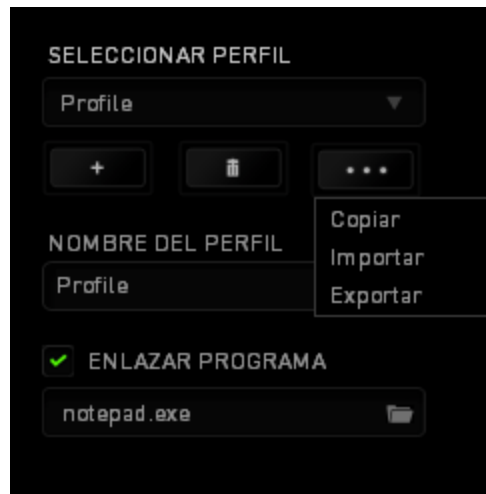 SELECCIONAR PERFIL
Profile
Copiar
NOMBRE DEL PERFIL
Importar
Profile
Exportar
ENLAZAR PROGRAMA
notepad.exe